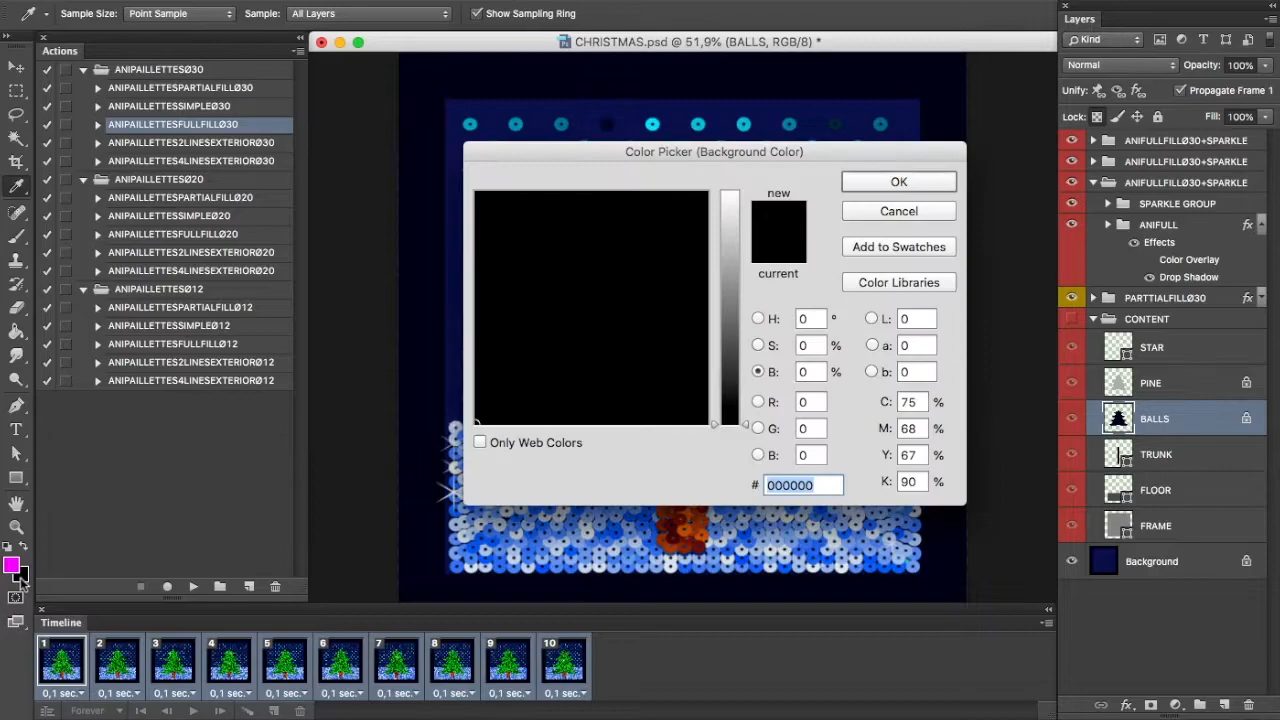 Sample Size: Point Sample Sample: All Layers Show Sampling Ring
Actions
ANIPAILLETTESØ30
ANIPAILLETTESPARTIALFILLØ30
ANIPAILLETTESSIMPLEØ30
ANIPAILLETTESFULLFILLØ30
ANIPAILLETTES2LINESEXTERIORØ30
ANIPAILLETTES4LINESEXTERIORØ30
ANIPAILLETTESØ20
ANIPAILLETTESPARTIALFILLØ20
ANIPAILLETTESSIMPLEØ20
ANIPAILLETTESFULLFILLØ20
ANIPAILLETTES2LINESEXTERIORØ20
ANIPAILLETTES4LINESEXTERIORØ20
ANIPAILLETTESØ12
ANIPAILLETTESPARTIALFILLØ12
ANIPAILLETTESSIMPLEØ12
ANIPAILLETTESFULLFILLØ12
ANIPAILLETTES2LINESEXTERIORØ12
ANIPAILLETTES4LINESEXTERIORØ12
CHRISTMAS.psd @ 51,9% (BALLS, RGB/8) *
Color Picker (Background Color)
new
current
OK
Cancel
Add to Swatches
Color Libraries
H: 0 ° L: 0
S: 0 % a: 0
B: 0 % b: 0
R: 0 C: 75 %
G: 0 M: 68 %
B: 0 Y: 67 %
# 000000 K: 90 %
Only Web Colors
Layers
Kind
Normal Opacity: 100%
Unify: Propagate Frame 1
Lock: Fill: 100%
ANIFULLFILLØ30+SPARKLE
ANIFULLFILLØ30+SPARKLE
ANIFULLFILLØ30+SPARKLE
SPARKLE GROUP
ANIFULL fx
Effects
Color Overlay
Drop Shadow
PARTTIALFILLØ30 fx
CONTENT
STAR
PINE
BALLS
TRUNK
FLOOR
FRAME
Background
Timeline
1 2 3 4 5 6 7 8 9 10
0,1 sec. 0,1 sec. 0,1 sec. 0,1 sec. 0,1 sec. 0,1 sec. 0,1 sec. 0,1 sec. 0,1 sec. 0,1 sec.
Forever
fx